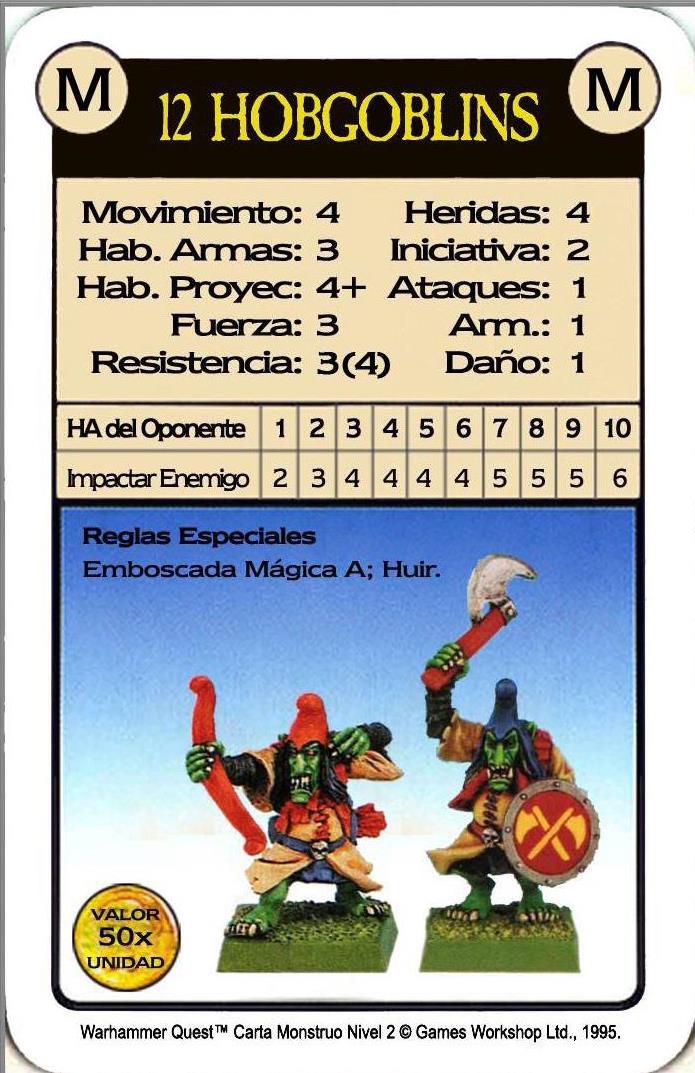 M 12 HOBGOBLINS M
Movimiento: 4 Heridas: 4
Hab. Armas: 3 Iniciativa: 2
Hab. Proyec: 4+ Ataques: 1
Fuerza: 3 Arm.: 1
Resistencia: 3(4) Daño: 1
HA del Oponente 1 2 3 4 5 6 7 8 9 10
Impactar Enemigo 2 3 4 4 4 4 5 5 5 6
Reglas Especiales
Emboscada Mágica A; Huir.
VALOR
50x
UNIDAD
Warhammer Quest™ Carta Monstruo Nivel 2 © Games Workshop Ltd., 1995.